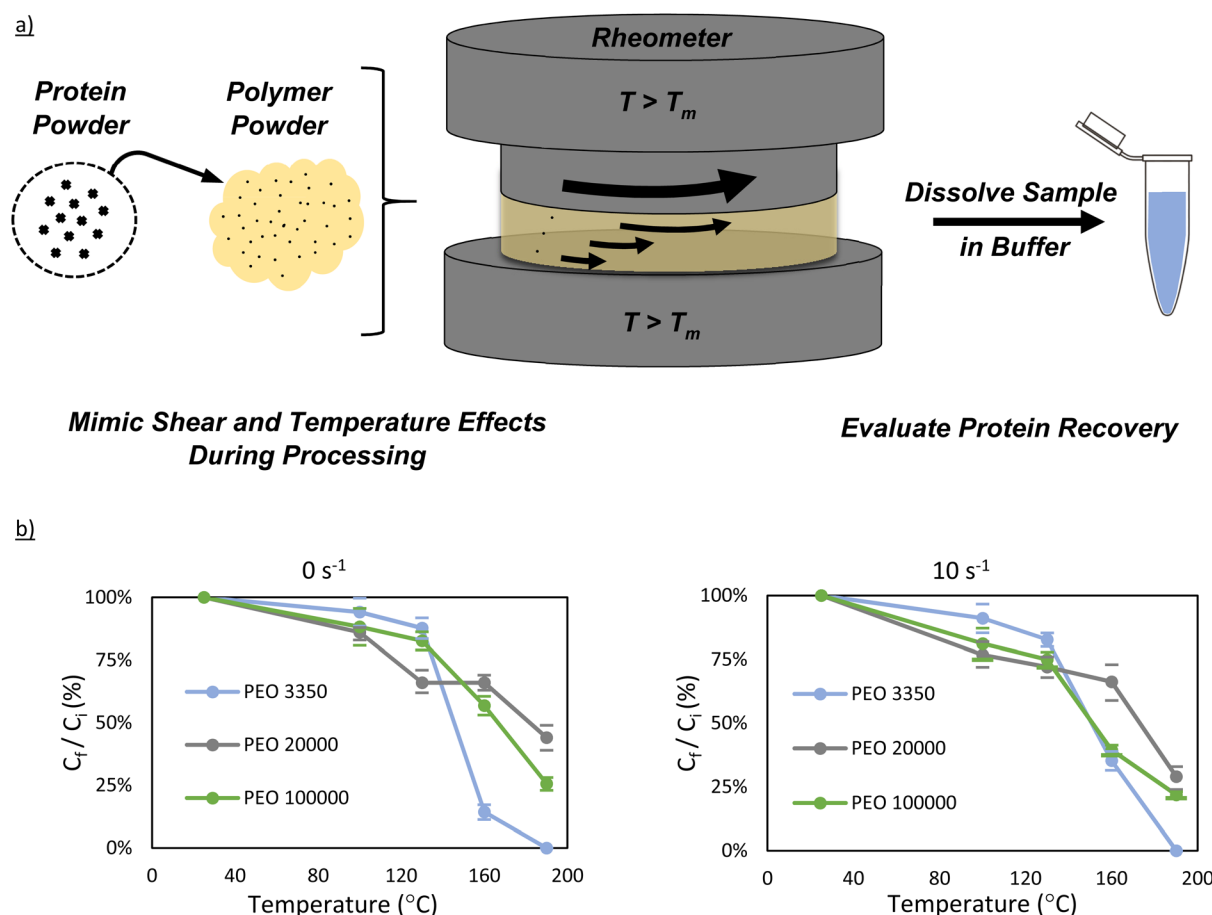 a)
Protein
Powder
Polymer
Powder
Rheometer
T > Tm
T > Tm
Dissolve Sample
in Buffer
Mimic Shear and Temperature Effects
During Processing
Evaluate Protein Recovery
b)
0 s⁻¹
100%
75%
50%
25%
0%
Cf / Ci (%)
PEO 3350
PEO 20000
PEO 100000
0 40 80 120 160 200
Temperature (°C)
10 s⁻¹
100%
75%
50%
25%
0%
Cf / Ci (%)
PEO 3350
PEO 20000
PEO 100000
0 40 80 120 160 200
Temperature (°C)